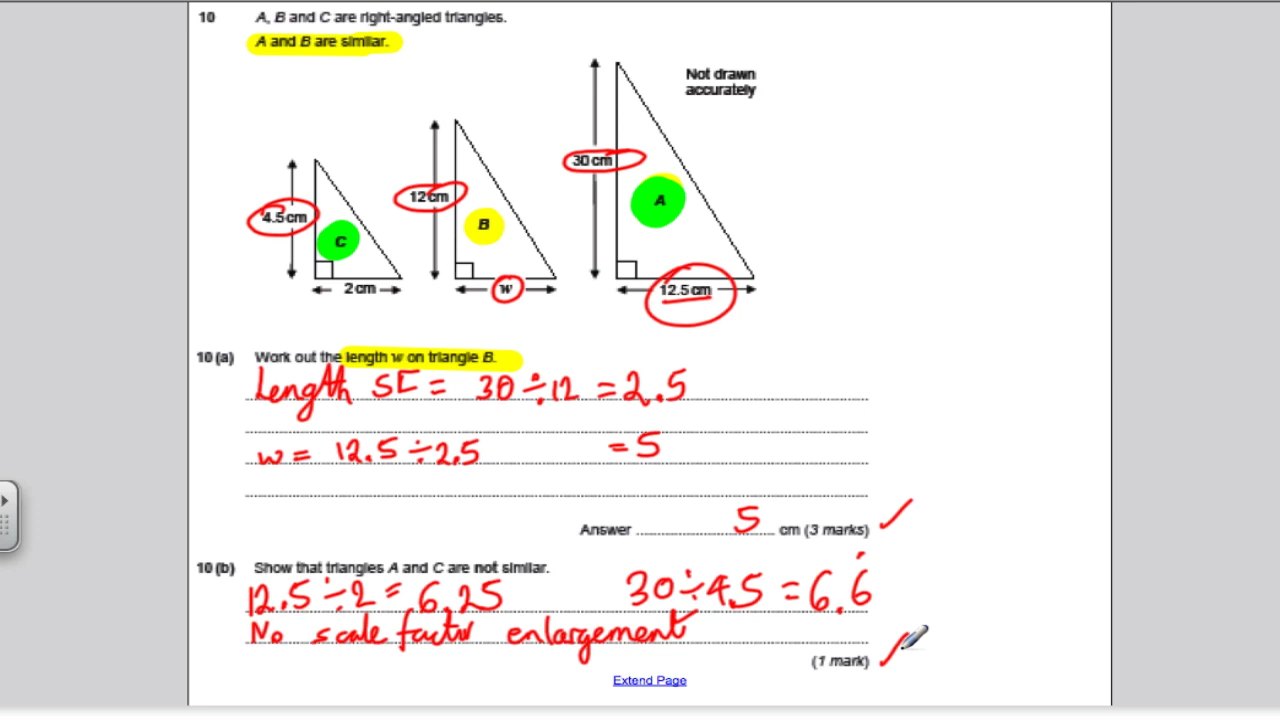 10 A, B and C are right-angled triangles.
A and B are similar.
Not drawn
accurately
30 cm
12 cm
A
4.5 cm
B
C
2 cm
w
12.5 cm
10 (a) Work out the length w on triangle B.
Length SF = 30 ÷ 12 = 2.5
w = 12.5 ÷ 2.5 = 5
Answer 5 cm (3 marks) ✓
10 (b) Show that triangles A and C are not similar.
12.5 ÷ 2 = 6.25 30 ÷ 4.5 = 6.6̇
No scale factor enlargement
(1 mark) ✓
Extend Page